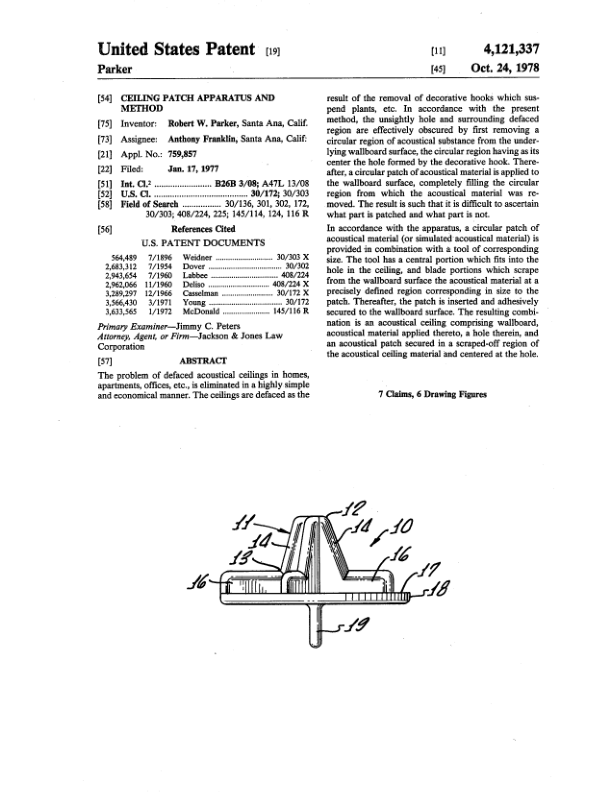 United States Patent [19]
[11] 4,121,337
Parker
[45] Oct. 24, 1978
[54] CEILING PATCH APPARATUS AND
METHOD
[75] Inventor: Robert W. Parker, Santa Ana, Calif.
[73] Assignee: Anthony Franklin, Santa Ana, Calif:
[21] Appl. No.: 759,857
[22] Filed: Jan. 17, 1977
[51] Int. Cl.² ........................ B26B 3/08; A47L 13/08
[52] U.S. Cl. ...................................... 30/172; 30/303
[58] Field of Search ................ 30/136, 301, 302, 172,
30/303; 408/224, 225; 145/114, 124, 116 R
[56] References Cited
U.S. PATENT DOCUMENTS
564,489 7/1896 Weidner ........................... 30/303 X
2,683,312 7/1954 Dover ................................... 30/302
2,943,654 7/1960 Labbee ................................ 408/224
2,962,066 11/1960 Deliso ............................. 408/224 X
3,289,297 12/1966 Casselman ........................ 30/172 X
3,566,430 3/1971 Young ................................... 30/172
3,633,565 1/1972 McDonald ....................... 145/116 R
Primary Examiner—Jimmy C. Peters
Attorney, Agent, or Firm—Jackson & Jones Law
Corporation
[57] ABSTRACT
The problem of defaced acoustical ceilings in homes,
apartments, offices, etc., is eliminated in a highly simple
and economical manner. The ceilings are defaced as the
result of the removal of decorative hooks which sus-
pend plants, etc. In accordance with the present
method, the unsightly hole and surrounding defaced
region are effectively obscured by first removing a
circular region of acoustical substance from the under-
lying wallboard surface, the circular region having as its
center the hole formed by the decorative hook. There-
after, a circular patch of acoustical material is applied to
the wallboard surface, completely filling the circular
region from which the acoustical material was re-
moved. The result is such that it is difficult to ascertain
what part is patched and what part is not.
In accordance with the apparatus, a circular patch of
acoustical material (or simulated acoustical material) is
provided in combination with a tool of corresponding
size. The tool has a central portion which fits into the
hole in the ceiling, and blade portions which scrape
from the wallboard surface the acoustical material at a
precisely defined region corresponding in size to the
patch. Thereafter, the patch is inserted and adhesively
secured to the wallboard surface. The resulting combi-
nation is an acoustical ceiling comprising wallboard,
acoustical material applied thereto, a hole therein, and
an acoustical patch secured in a scraped-off region of
the acoustical ceiling material and centered at the hole.
7 Claims, 6 Drawing Figures
12
11
14
14
10
13
16
16
17
18
19